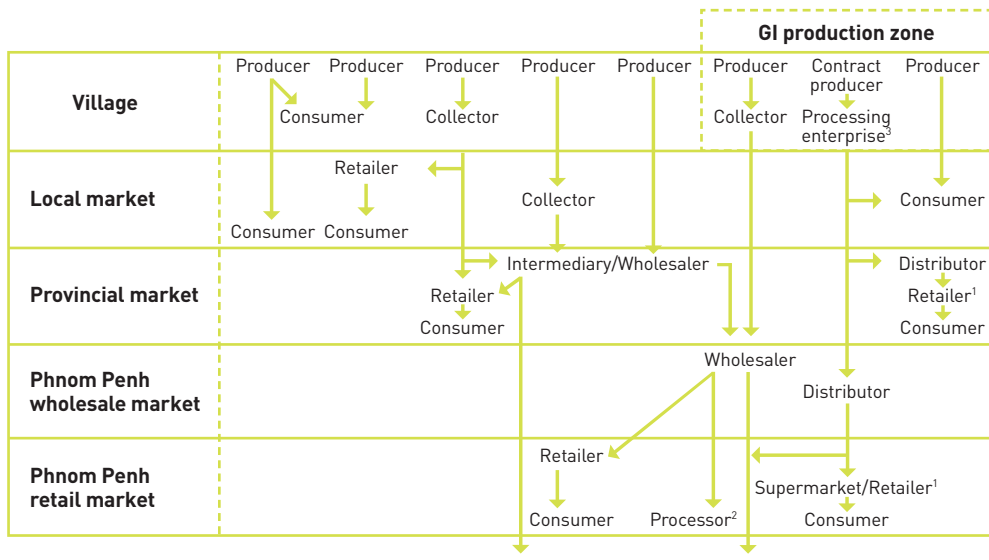 GI production zone
Village
Producer Producer Producer Producer Producer Producer Contract producer Producer
Consumer Collector Collector Processing enterprise3
Local market
Retailer
Collector Consumer
Consumer Consumer
Provincial market
Intermediary/Wholesaler Distributor
Retailer Retailer1
Consumer Consumer
Phnom Penh
wholesale market
Wholesaler
Distributor
Phnom Penh
retail market
Retailer
Supermarket/Retailer1
Consumer Processor2 Consumer